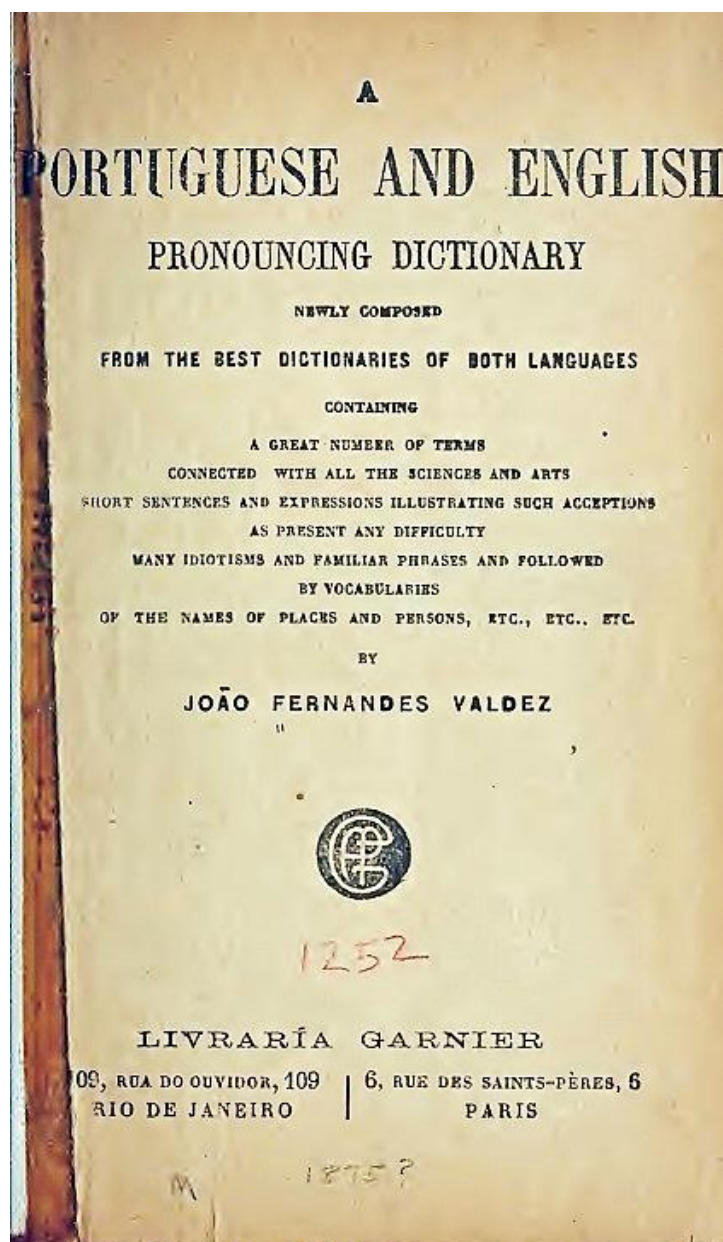 A
PORTUGUESE AND ENGLISH
PRONOUNCING DICTIONARY
NEWLY COMPOSED
FROM THE BEST DICTIONARIES OF BOTH LANGUAGES
CONTAINING
A GREAT NUMBER OF TERMS
CONNECTED WITH ALL THE SCIENCES AND ARTS
SHORT SENTENCES AND EXPRESSIONS ILLUSTRATING SUCH ACCEPTIONS
AS PRESENT ANY DIFFICULTY
MANY IDIOTISMS AND FAMILIAR PHRASES AND FOLLOWED
BY VOCABULARIES
OF THE NAMES OF PLACES AND PERSONS, ETC., ETC.. ETC.
BY
JOÃO FERNANDES VALDEZ
1252
LIVRARÍA GARNIER
09, RUA DO OUVIDOR, 109 | 6, RUE DES SAINTS-PÈRES, 6
RIO DE JANEIRO | PARIS
M 1875?